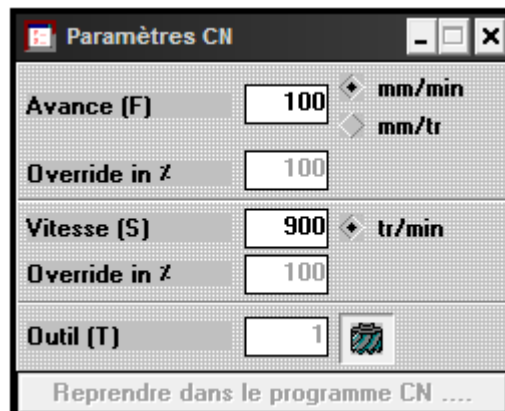 Paramètres CN
Avance (F) 100 mm/min
mm/tr
Override in % 100
Vitesse (S) 900 tr/min
Override in % 100
Outil (T) 1
Reprendre dans le programme CN ....